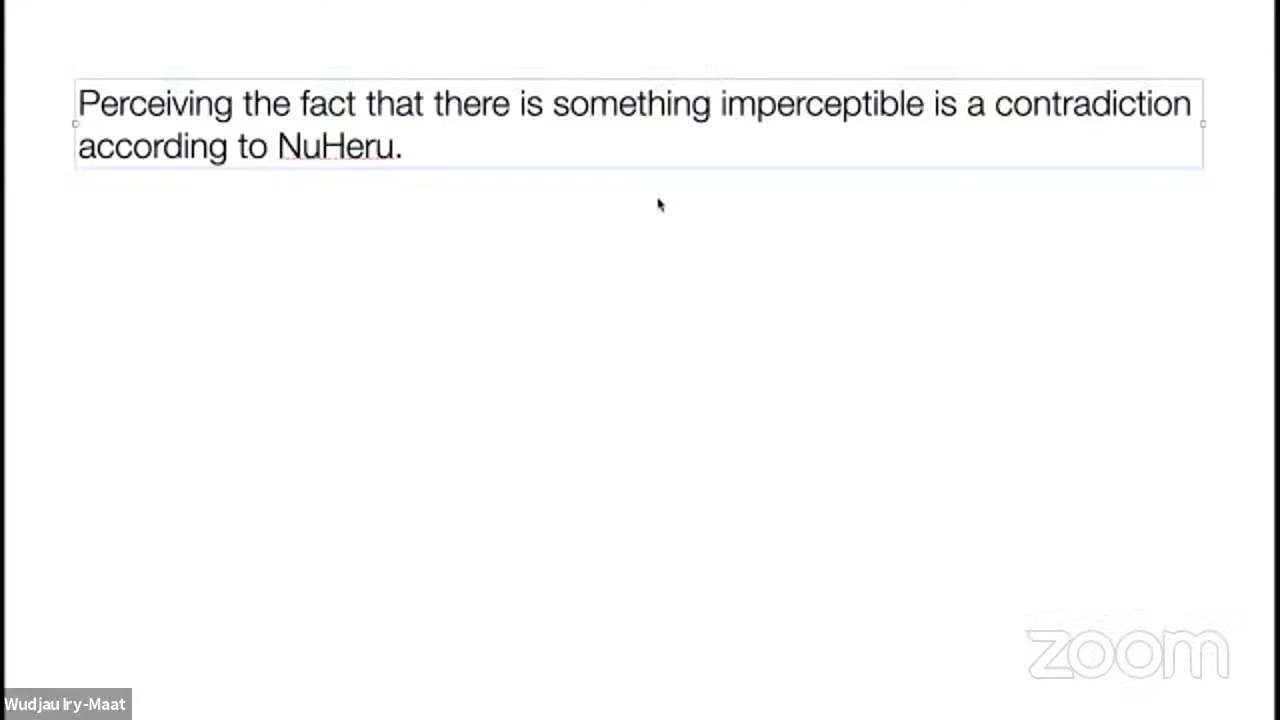 Perceiving the fact that there is something imperceptible is a contradiction
according to NuHeru.
zoom
Wudjau Iry-Maat